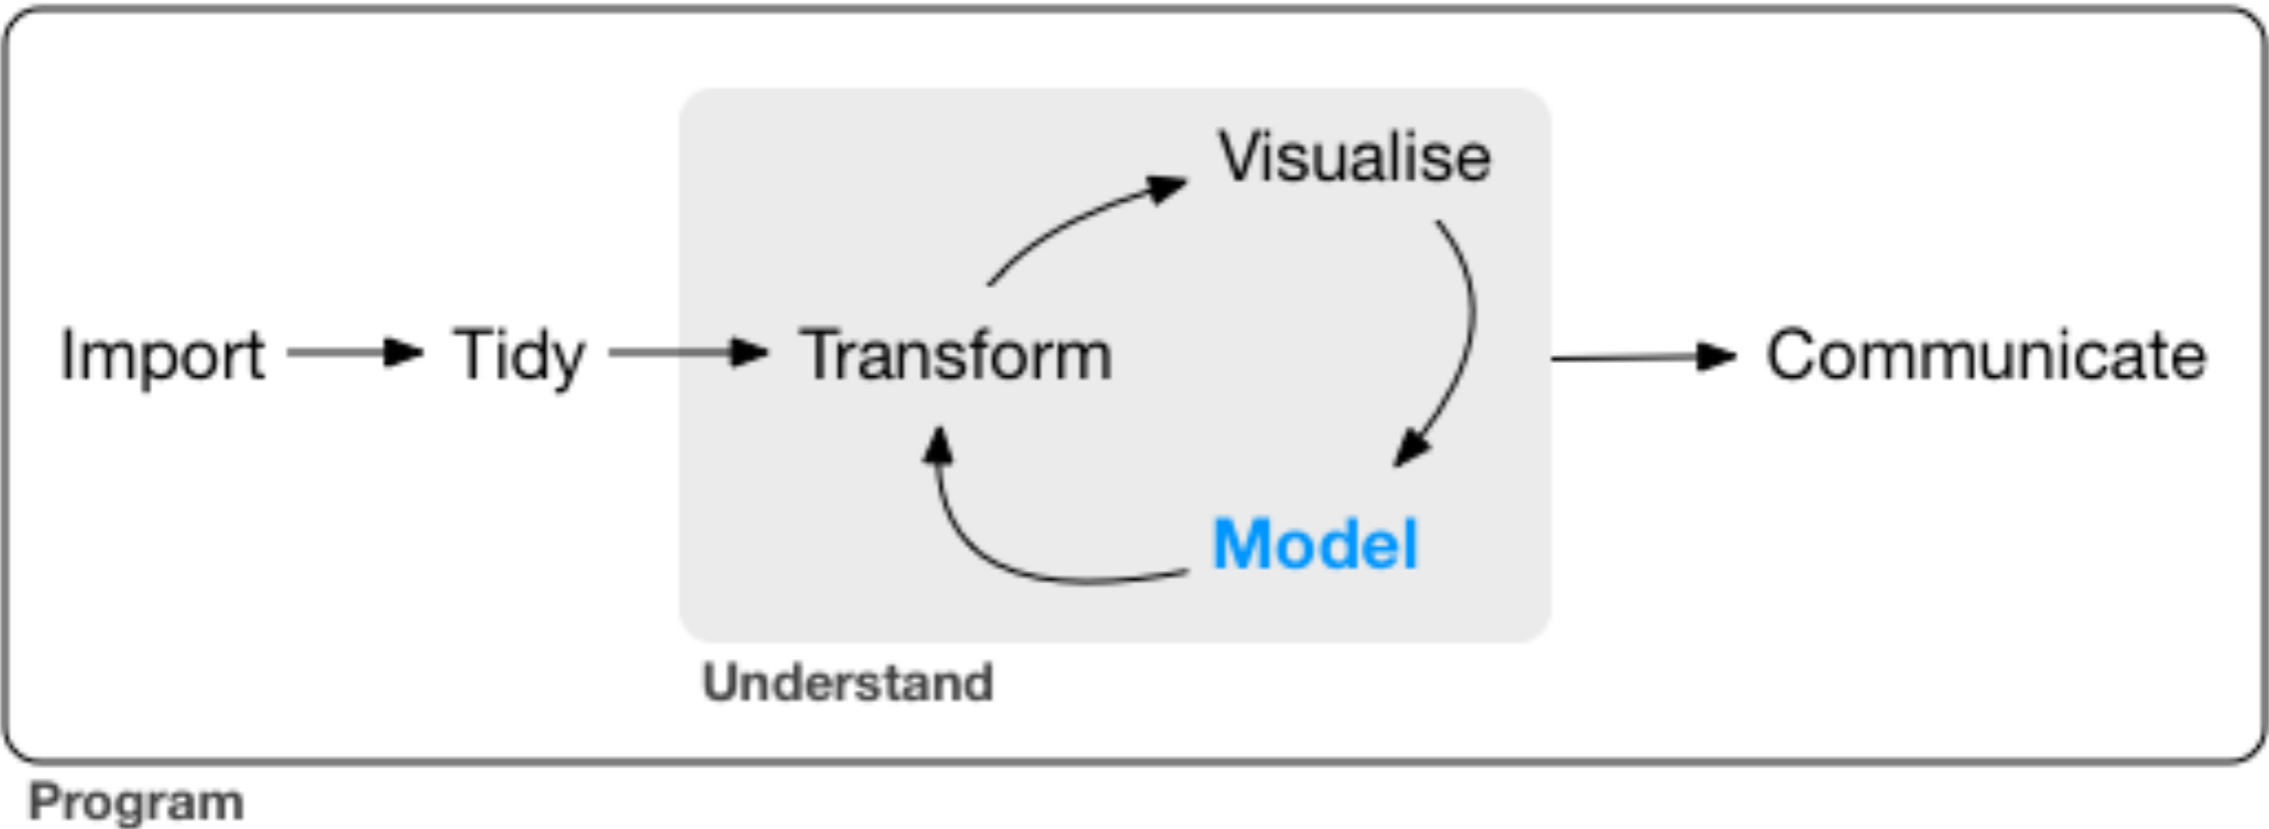 Visualise
Import
Tidy
Transform
Communicate
Model
Understand
Program